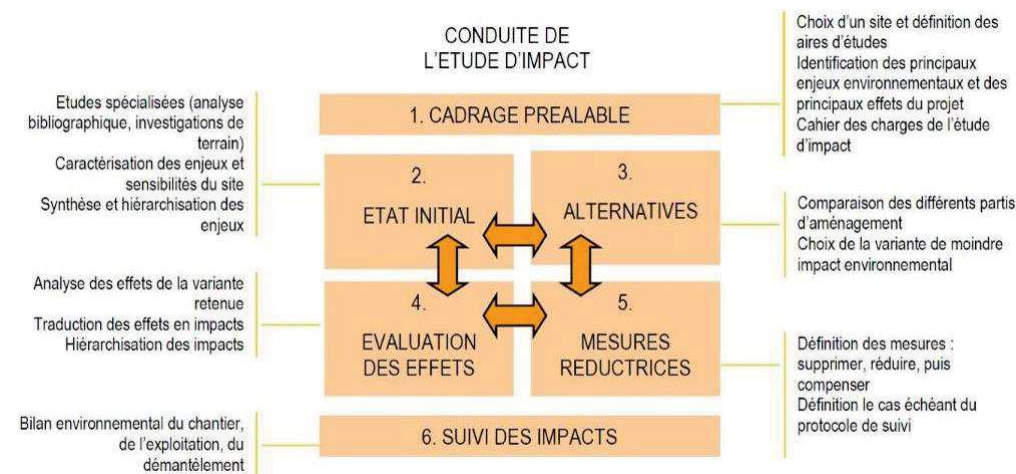 CONDUITE DE
L'ETUDE D'IMPACT
Choix d'un site et définition des
aires d'études
Identification des principaux
enjeux environnementaux et des
principaux effets du projet
Cahier des charges de l'étude
d'impact
1. CADRAGE PREALABLE
Etudes spécialisées (analyse
bibliographique, investigations de
terrain)
Caractérisation des enjeux et
sensibilités du site
Synthèse et hiérarchisation des
enjeux
2.
ETAT INITIAL
3.
ALTERNATIVES
Comparaison des différents partis
d'aménagement
Choix de la variante de moindre
impact environnemental
Analyse des effets de la variante
retenue
Traduction des effets en impacts
Hiérarchisation des impacts
4.
EVALUATION
DES EFFETS
5.
MESURES
REDUCTRICES
Définition des mesures :
supprimer, réduire, puis
compenser
Définition le cas échéant du
protocole de suivi
Bilan environnemental du chantier,
de l'exploitation, du
démantèlement
6. SUIVI DES IMPACTS